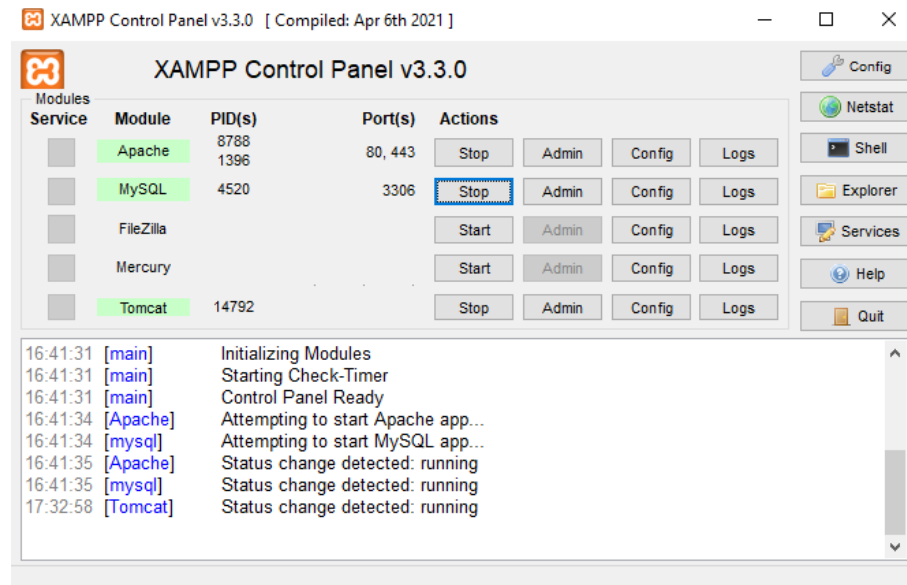 XAMPP Control Panel v3.3.0 [ Compiled: Apr 6th 2021 ]
XAMPP Control Panel v3.3.0
Config
Modules
Netstat
Service Module PID(s) Port(s) Actions
Apache 8788 1396 80, 443 Stop Admin Config Logs
Shell
MySQL 4520 3306 Stop Admin Config Logs
Explorer
FileZilla Start Admin Config Logs
Services
Mercury Start Admin Config Logs
Help
Tomcat 14792 Stop Admin Config Logs
Quit
16:41:31 [main] Initializing Modules
16:41:31 [main] Starting Check-Timer
16:41:31 [main] Control Panel Ready
16:41:34 [Apache] Attempting to start Apache app...
16:41:34 [mysql] Attempting to start MySQL app...
16:41:35 [Apache] Status change detected: running
16:41:35 [mysql] Status change detected: running
17:32:58 [Tomcat] Status change detected: running